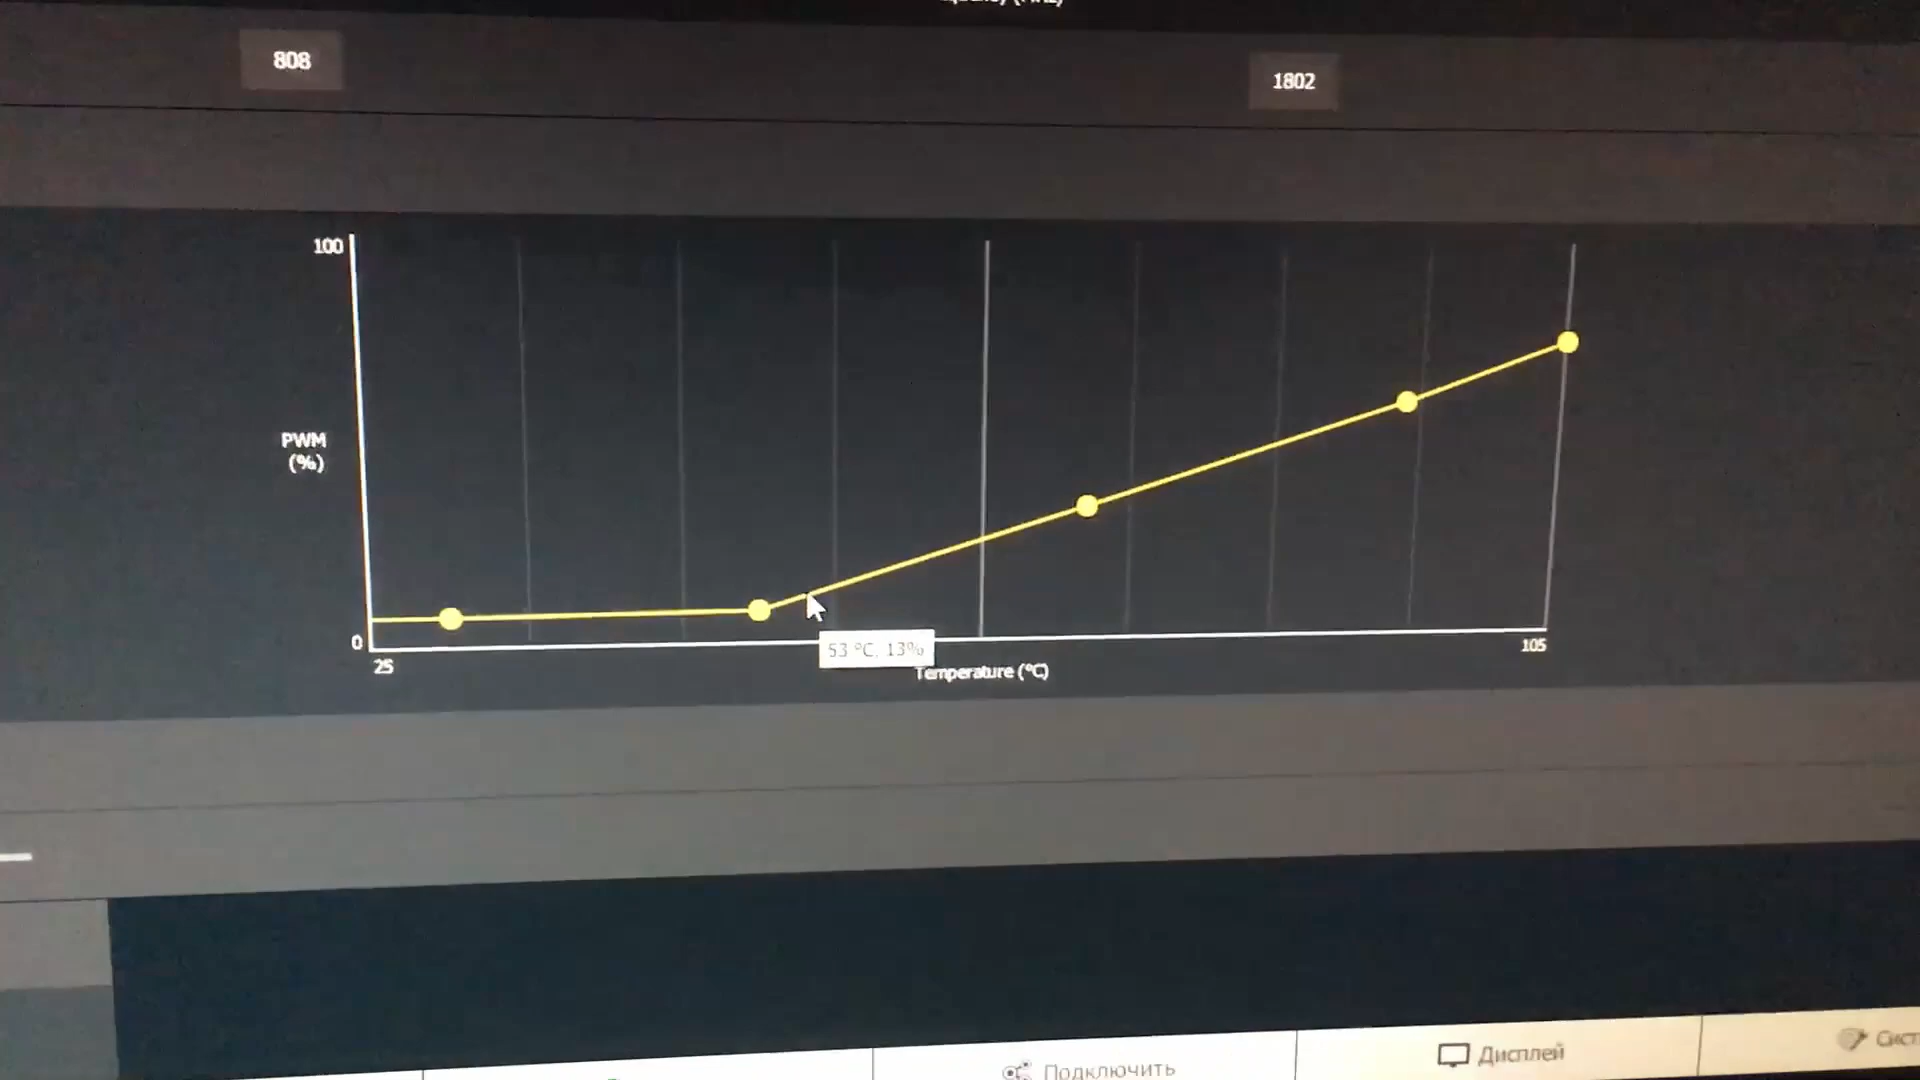 808
1802
100
PWM
(%)
0
25
53 °C, 13%
105
Temperature (°C)
Подключить
Дисплей